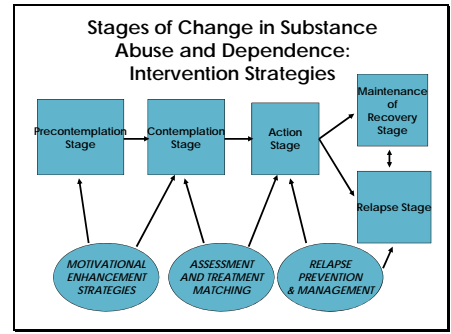 Stages of Change in Substance
Abuse and Dependence:
Intervention Strategies
Precontemplation
Stage
Contemplation
Stage
Action
Stage
Maintenance
of
Recovery
Stage
Relapse Stage
MOTIVATIONAL
ENHANCEMENT
STRATEGIES
ASSESSMENT
AND TREATMENT
MATCHING
RELAPSE
PREVENTION
& MANAGEMENT